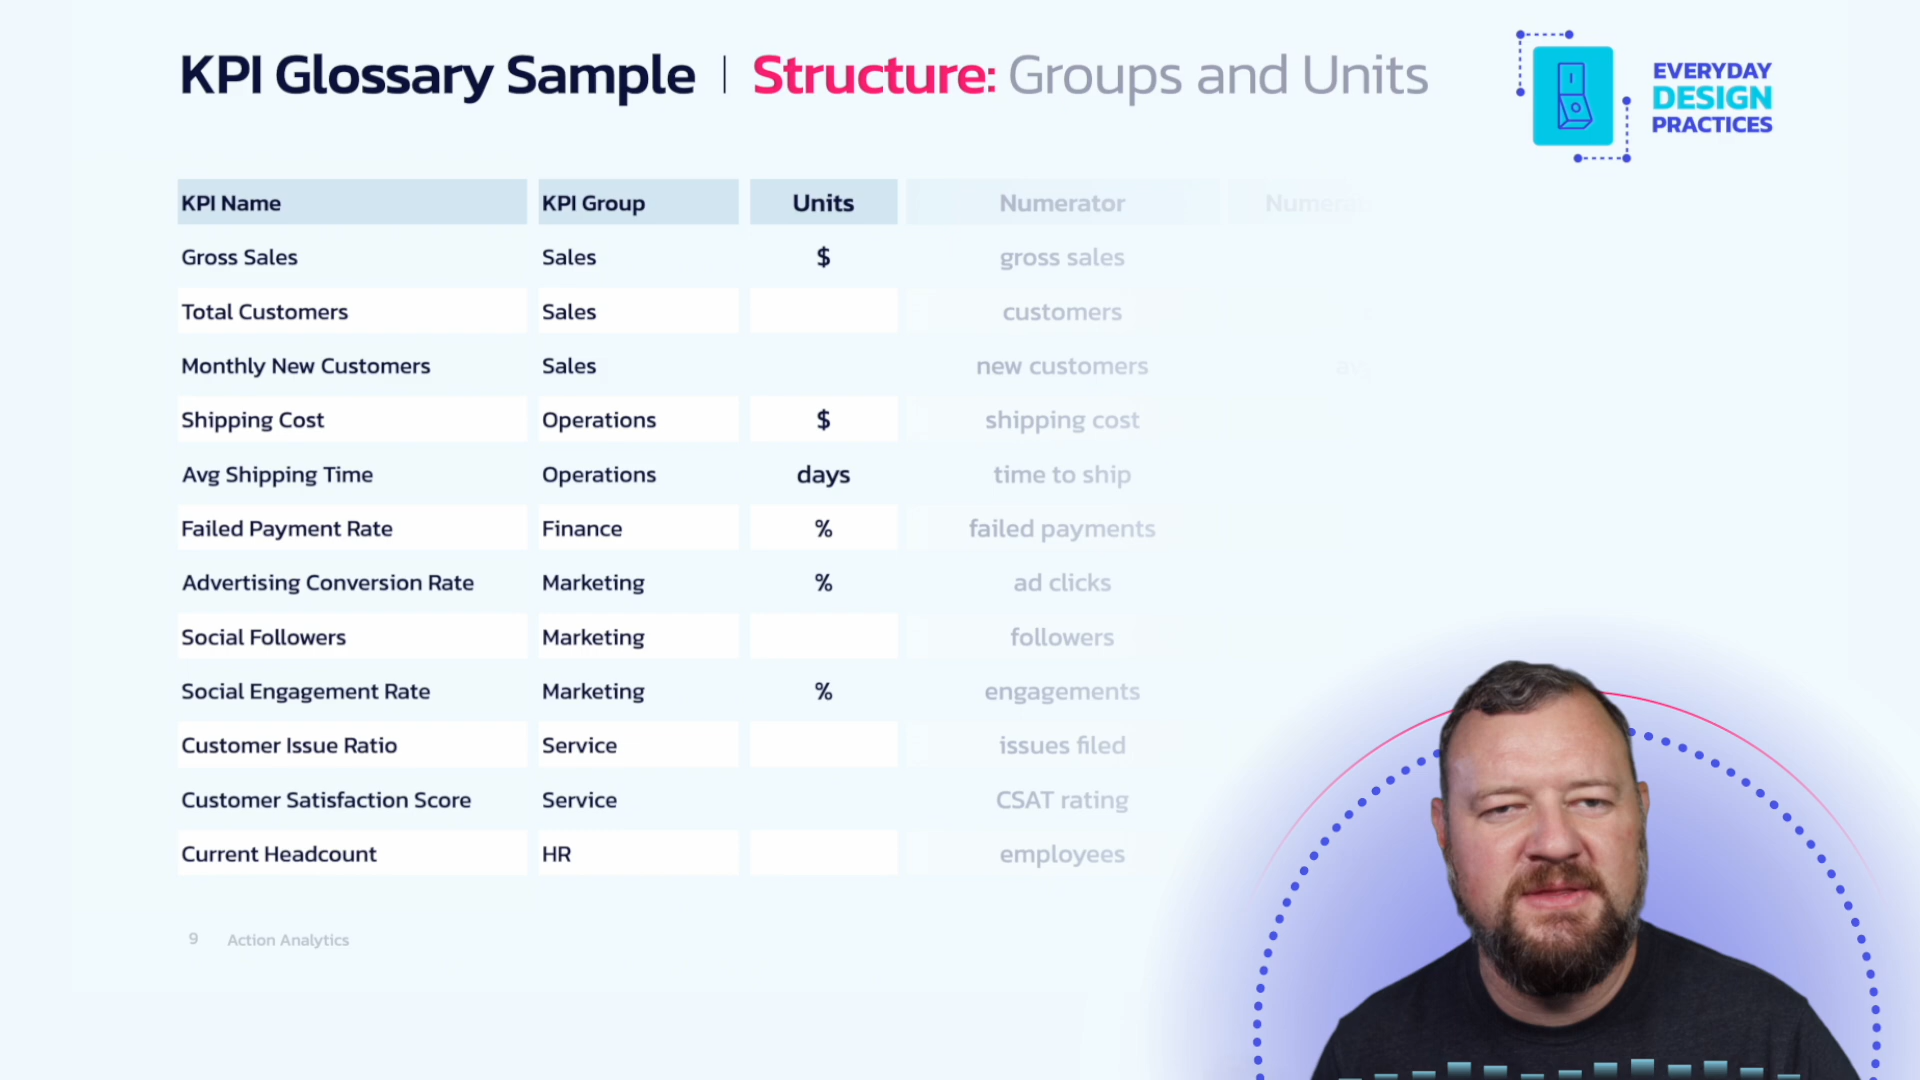 KPI Glossary Sample | Structure: Groups and Units
EVERYDAY
DESIGN
PRACTICES
KPI Name KPI Group Units Numerator
Gross Sales Sales $ gross sales
Total Customers Sales customers
Monthly New Customers Sales new customers
Shipping Cost Operations $ shipping cost
Avg Shipping Time Operations days time to ship
Failed Payment Rate Finance % failed payments
Advertising Conversion Rate Marketing % ad clicks
Social Followers Marketing followers
Social Engagement Rate Marketing % engagements
Customer Issue Ratio Service issues filed
Customer Satisfaction Score Service CSAT rating
Current Headcount HR employees
9 Action Analytics